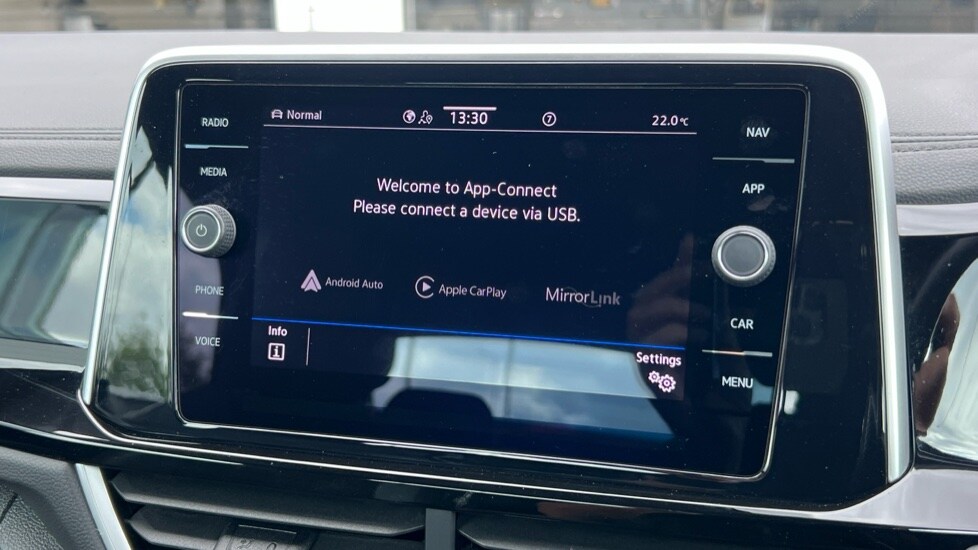 RADIO
MEDIA
PHONE
VOICE
Normal
13:30
7
22.0°C
Welcome to App-Connect
Please connect a device via USB.
Android Auto
Apple CarPlay
MirrorLink
Info
i
Settings
NAV
APP
CAR
MENU